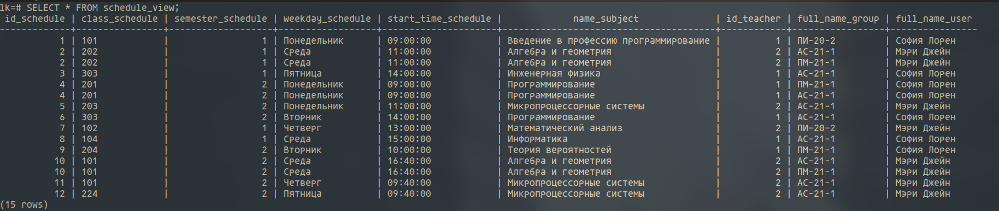 lk=# SELECT * FROM schedule_view;
 id_schedule | class_schedule | semester_schedule | weekday_schedule | start_time_schedule |             name_subject              | id_teacher | full_name_group | full_name_user
-------------+----------------+-------------------+------------------+---------------------+---------------------------------------+------------+-----------------+----------------
           1 | 101            |                 1 | Понедельник      | 09:00:00            | Введение в профессию программирование |          1 | ПИ-20-2         | София Лорен
           2 | 202            |                 1 | Среда            | 11:00:00            | Алгебра и геометрия                   |          2 | АС-21-1         | Мэри Джейн
           2 | 202            |                 1 | Среда            | 11:00:00            | Алгебра и геометрия                   |          2 | ПМ-21-1         | Мэри Джейн
           3 | 303            |                 1 | Пятница          | 14:00:00            | Инженерная физика                     |          1 | АС-21-1         | София Лорен
           4 | 201            |                 2 | Понедельник      | 09:00:00            | Программирование                      |          1 | ПМ-21-1         | София Лорен
           4 | 201            |                 2 | Понедельник      | 09:00:00            | Программирование                      |          1 | АС-21-1         | София Лорен
           5 | 203            |                 2 | Понедельник      | 11:00:00            | Микропроцессорные системы             |          2 | АС-21-1         | Мэри Джейн
           6 | 303            |                 2 | Вторник          | 14:00:00            | Программирование                      |          1 | АС-21-1         | София Лорен
           7 | 102            |                 1 | Четверг          | 13:00:00            | Математический анализ                 |          2 | ПИ-20-2         | Мэри Джейн
           8 | 104            |                 1 | Среда            | 15:00:00            | Информатика                           |          1 | АС-21-1         | София Лорен
           9 | 204            |                 2 | Вторник          | 10:00:00            | Теория вероятностей                   |          1 | ПМ-21-1         | София Лорен
          10 | 101            |                 2 | Среда            | 16:40:00            | Алгебра и геометрия                   |          2 | АС-21-1         | Мэри Джейн
          10 | 101            |                 2 | Среда            | 16:40:00            | Алгебра и геометрия                   |          2 | ПМ-21-1         | Мэри Джейн
          11 | 101            |                 2 | Четверг          | 09:40:00            | Микропроцессорные системы             |          2 | АС-21-1         | Мэри Джейн
          12 | 224            |                 2 | Пятница          | 09:40:00            | Микропроцессорные системы             |          2 | АС-21-1         | Мэри Джейн
(15 rows)